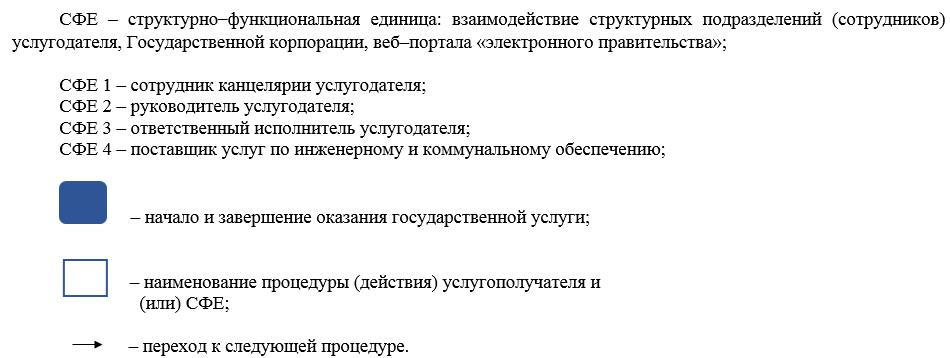 СФЕ – структурно–функциональная единица: взаимодействие структурных подразделений (сотрудников)
услугодателя, Государственной корпорации, веб–портала «электронного правительства»;
СФЕ 1 – сотрудник канцелярии услугодателя;
СФЕ 2 – руководитель услугодателя;
СФЕ 3 – ответственный исполнитель услугодателя;
СФЕ 4 – поставщик услуг по инженерному и коммунальному обеспечению;
– начало и завершение оказания государственной услуги;
– наименование процедуры (действия) услугополучателя и
(или) СФЕ;
– переход к следующей процедуре.